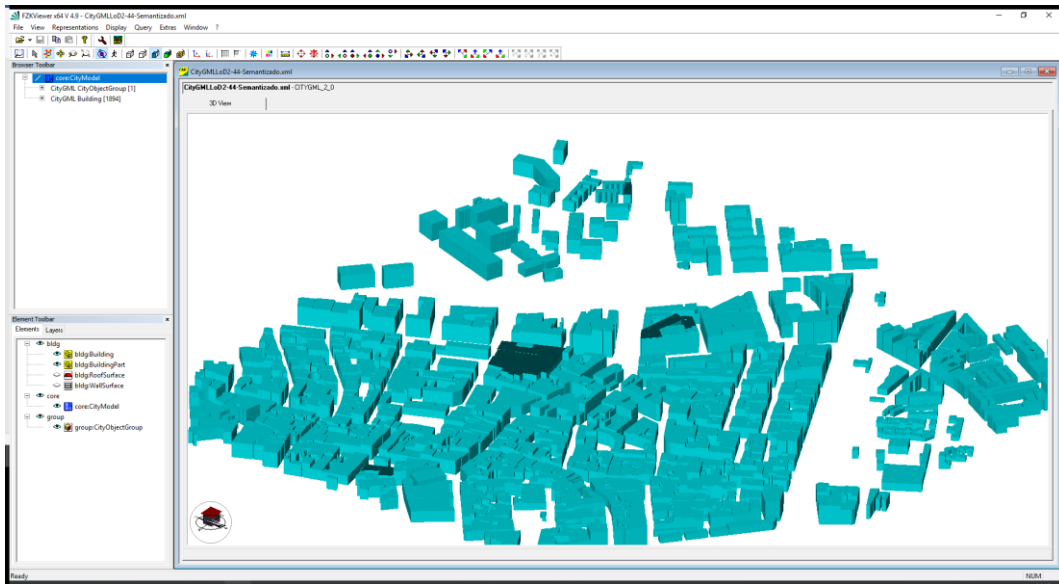 FZKViewer x64 V 4.9 - CityGMLLoD2-44-Semantizado.xml
File View Representations Display Query Extras Window ?
Browser Toolbar
core:CityModel
CityGML CityObjectGroup [1]
CityGML Building [1894]
Element Toolbar
Elements Layers
bldg
bldg:Building
bldg:BuildingPart
bldg:RoofSurface
bldg:WallSurface
core
core:CityModel
group
group:CityObjectGroup
CityGMLLoD2-44-Semantizado.xml
CityGMLLoD2-44-Semantizado.xml - CITYGML_2_0
3D View
Ready
NUM